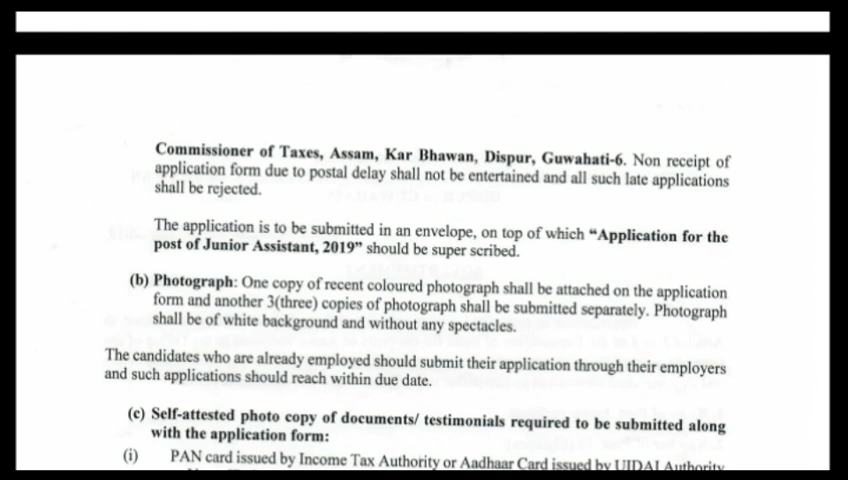 Commissioner of Taxes, Assam, Kar Bhawan, Dispur, Guwahati-6. Non receipt of
application form due to postal delay shall not be entertained and all such late applications
shall be rejected.
The application is to be submitted in an envelope, on top of which “Application for the
post of Junior Assistant, 2019” should be super scribed.
(b) Photograph: One copy of recent coloured photograph shall be attached on the application
form and another 3(three) copies of photograph shall be submitted separately. Photograph
shall be of white background and without any spectacles.
The candidates who are already employed should submit their application through their employers
and such applications should reach within due date.
(c) Self-attested photo copy of documents/ testimonials required to be submitted along
with the application form:
(i) PAN card issued by Income Tax Authority or Aadhaar Card issued by UIDAI Authority